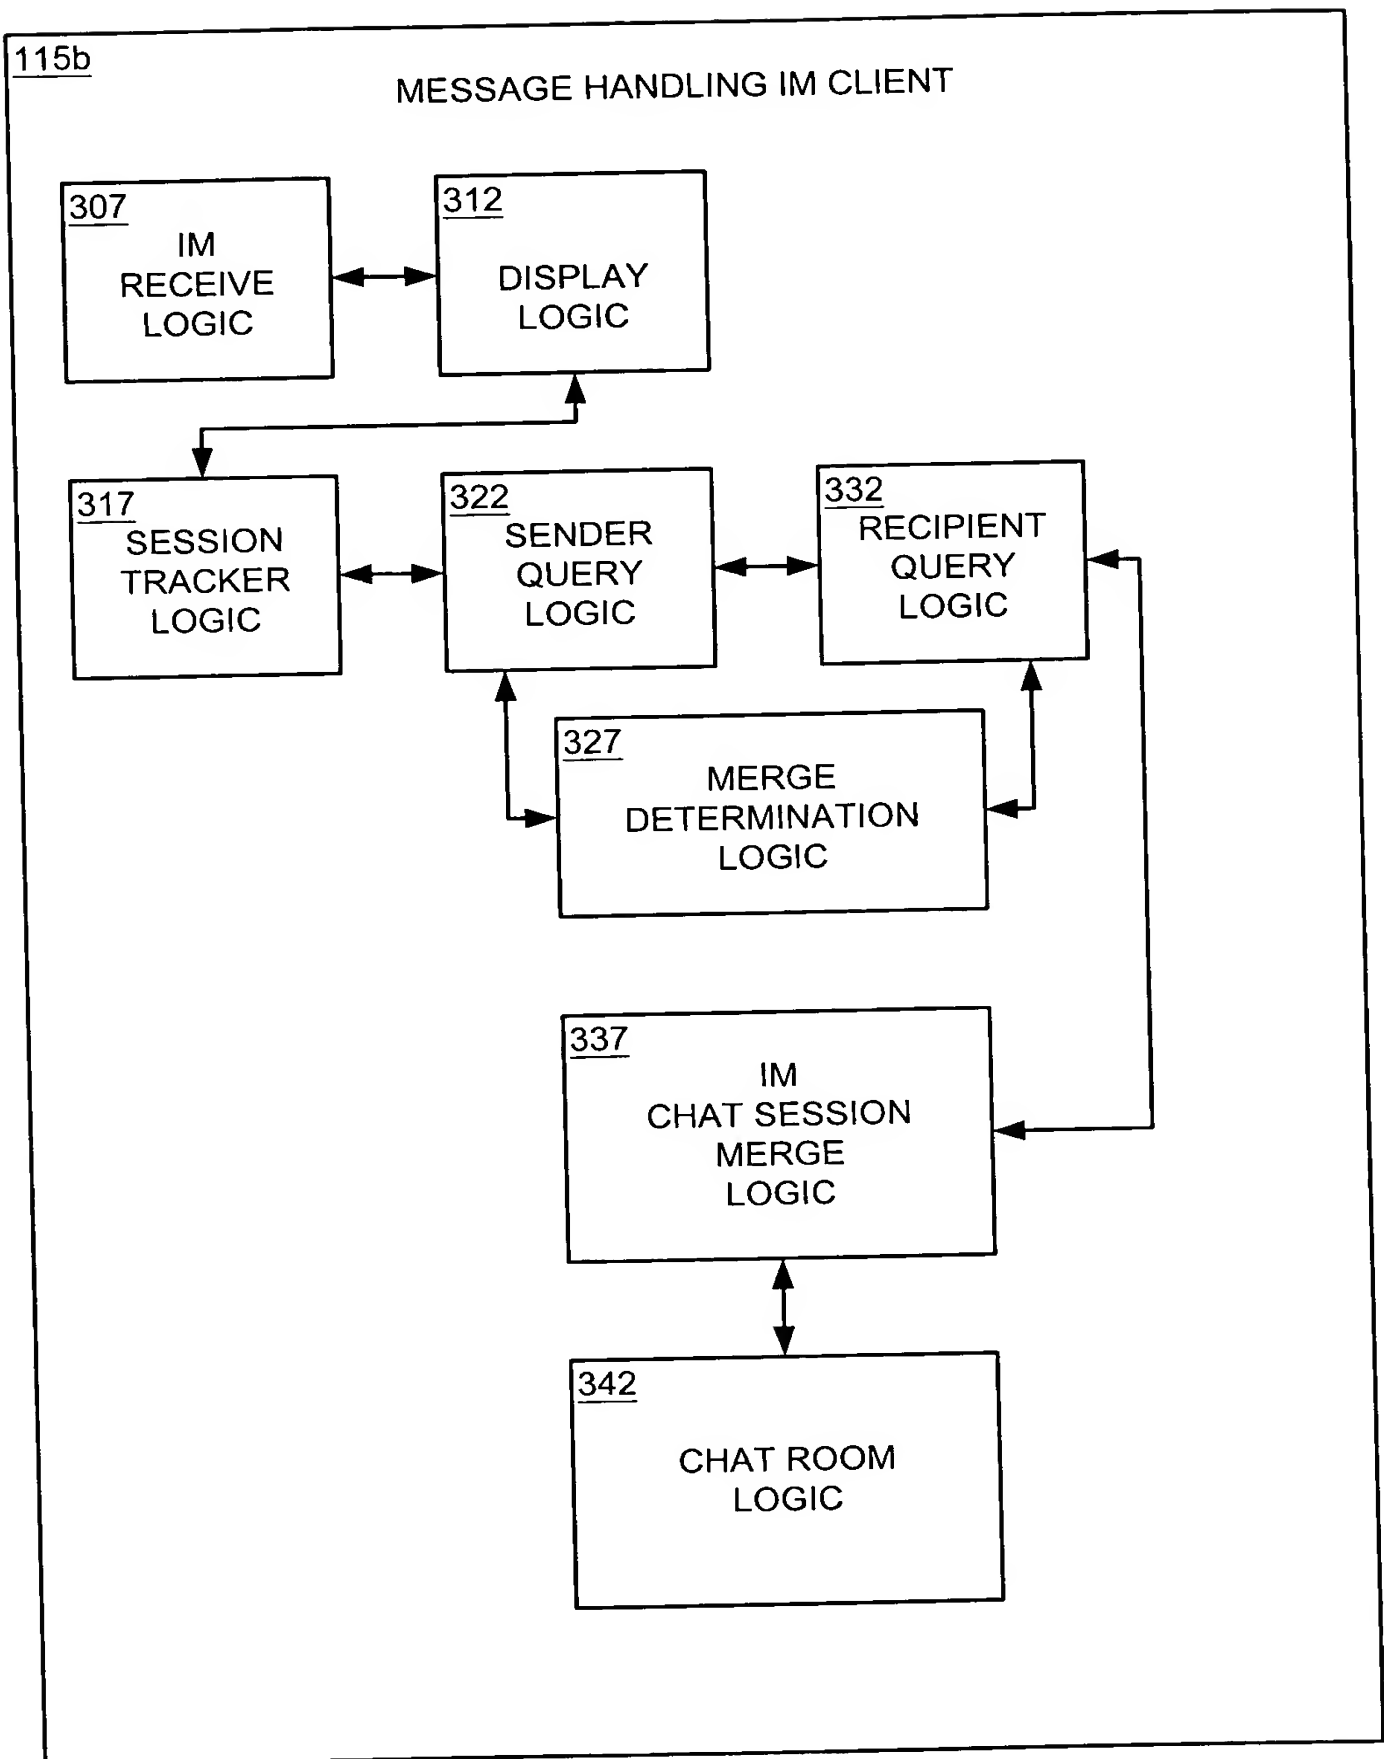 115b
MESSAGE HANDLING IM CLIENT
307
IM
RECEIVE
LOGIC
312
DISPLAY
LOGIC
317
SESSION
TRACKER
LOGIC
322
SENDER
QUERY
LOGIC
332
RECIPIENT
QUERY
LOGIC
327
MERGE
DETERMINATION
LOGIC
337
IM
CHAT SESSION
MERGE
LOGIC
342
CHAT ROOM
LOGIC